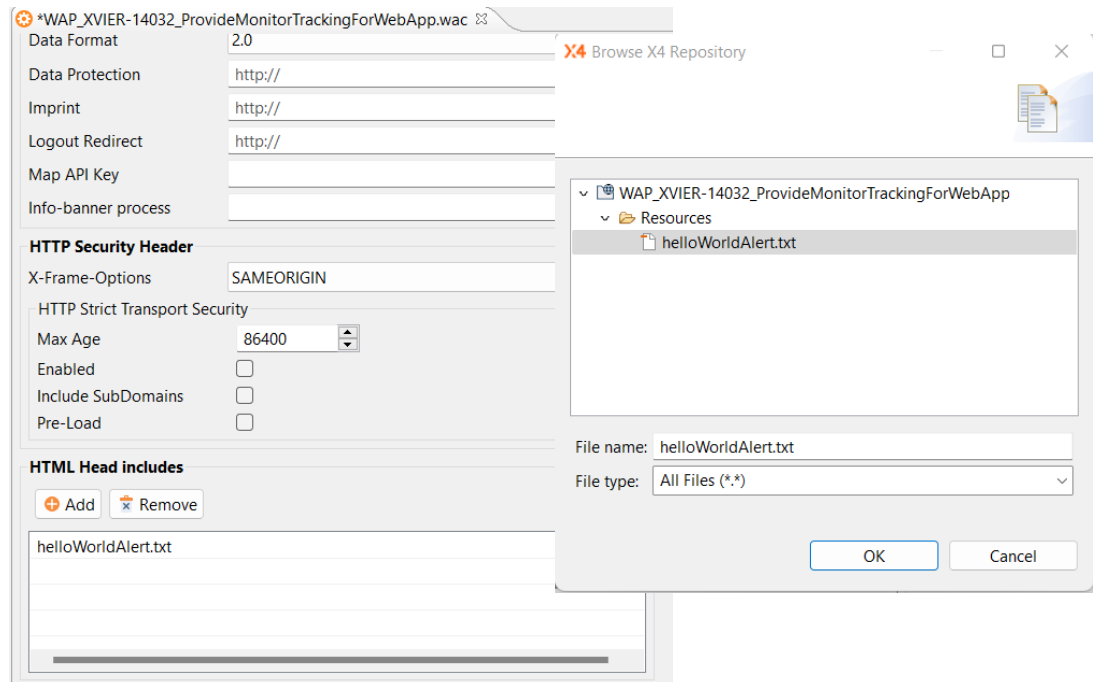 *WAP_XVIER-14032_ProvideMonitorTrackingForWebApp.wac
Data Format 2.0
Data Protection http://
Imprint http://
Logout Redirect http://
Map API Key
Info-banner process
HTTP Security Header
X-Frame-Options SAMEORIGIN
HTTP Strict Transport Security
Max Age 86400
Enabled
Include SubDomains
Pre-Load
HTML Head includes
Add Remove
helloWorldAlert.txt
X4 Browse X4 Repository
WAP_XVIER-14032_ProvideMonitorTrackingForWebApp
Resources
helloWorldAlert.txt
File name: helloWorldAlert.txt
File type: All Files (*.*)
OK Cancel